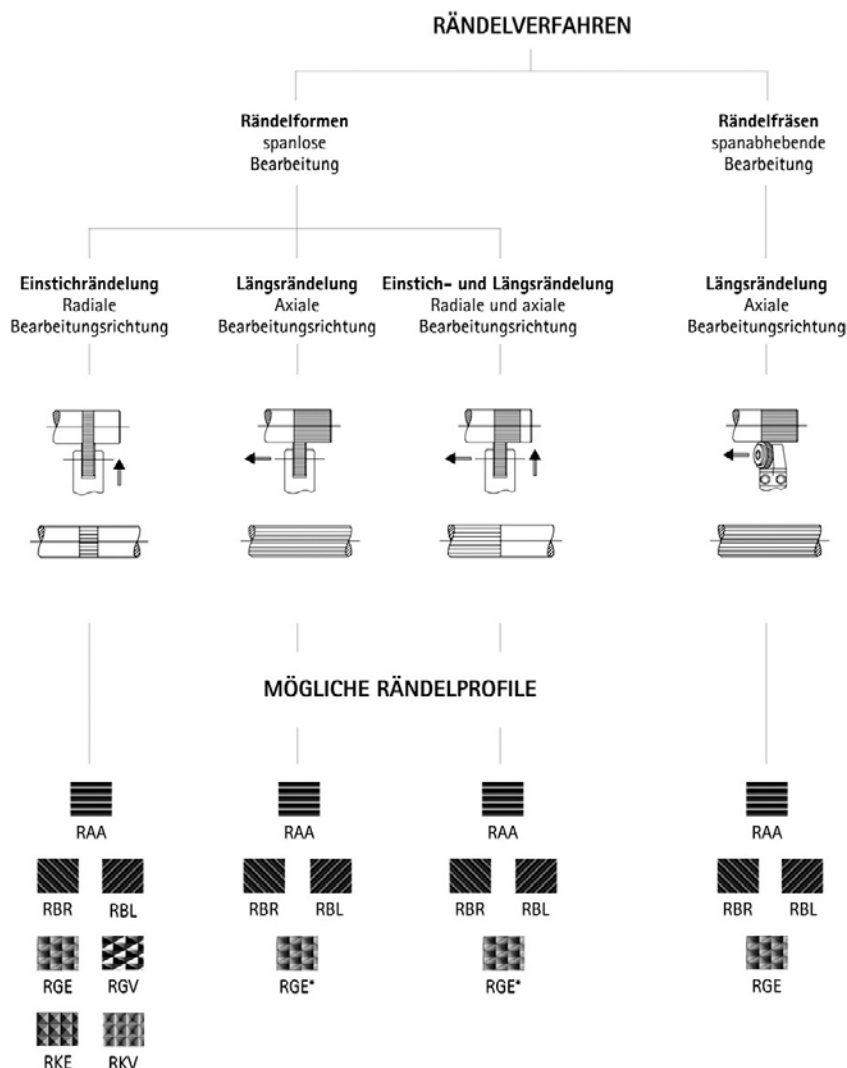 RÄNDELVERFAHREN
Rändelformen
spanlose
Bearbeitung
Rändelfräsen
spanabhebende
Bearbeitung
Einstichrändelung
Radiale
Bearbeitungsrichtung
Längsrändelung
Axiale
Bearbeitungsrichtung
Einstich- und Längsrändelung
Radiale und axiale
Bearbeitungsrichtung
Längsrändelung
Axiale
Bearbeitungsrichtung
MÖGLICHE RÄNDELPROFILE
RAA
RAA
RAA
RAA
RBR RBL
RBR RBL
RBR RBL
RBR RBL
RGE RGV
RGE*
RGE*
RGE
RKE RKV